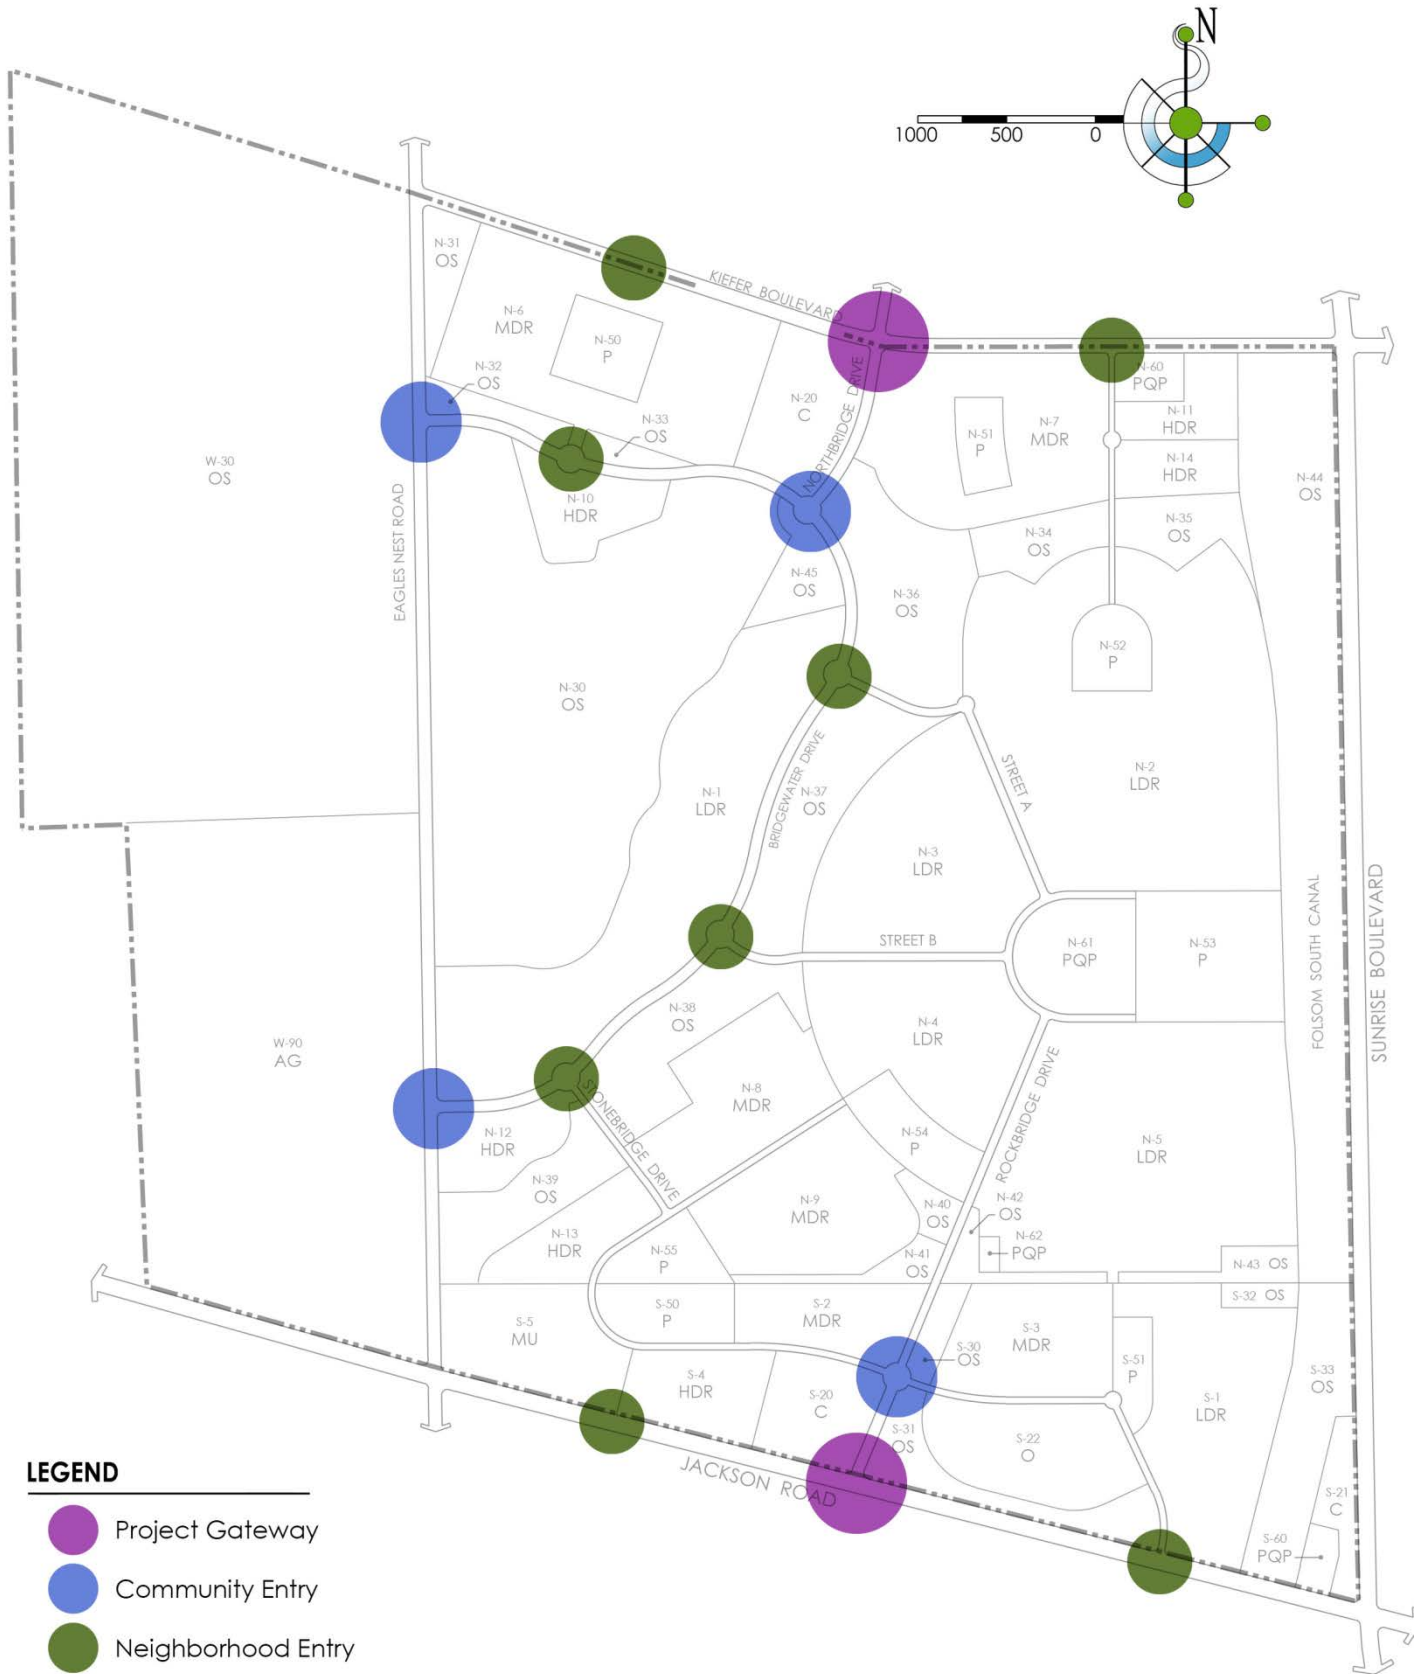 N
1000 500 0
N-31
OS
KIEFER BOULEVARD
N-6
MDR
N-50
P
N-32
OS
N-20
C
NORTHBRIDGE DRIVE
N-60
PQP
N-11
HDR
N-7
MDR
N-51
P
N-33
OS
N-14
HDR
W-30
OS
N-44
OS
N-10
HDR
N-34
OS
N-35
OS
EAGLES NEST ROAD
N-45
OS
N-36
OS
N-52
P
N-30
OS
STREET A
N-2
LDR
N-1
LDR
BRIDGEWATER DRIVE
N-37
OS
N-3
LDR
STREET B
N-61
PQP
N-53
P
FOLSOM SOUTH CANAL
SUNRISE BOULEVARD
N-38
OS
N-4
LDR
W-90
AG
N-8
MDR
STONEBRIDGE DRIVE
ROCKBRIDGE DRIVE
N-12
HDR
N-54
P
N-5
LDR
N-39
OS
N-9
MDR
N-40
OS
N-42
OS
N-13
HDR
N-55
P
N-41
OS
N-62
PQP
N-43 OS
S-32 OS
S-5
MU
S-50
P
S-2
MDR
S-3
MDR
S-30
OS
S-51
P
S-33
OS
S-4
HDR
S-20
C
S-1
LDR
S-31
OS
S-22
O
JACKSON ROAD
S-21
C
S-60
PQP
LEGEND
Project Gateway
Community Entry
Neighborhood Entry